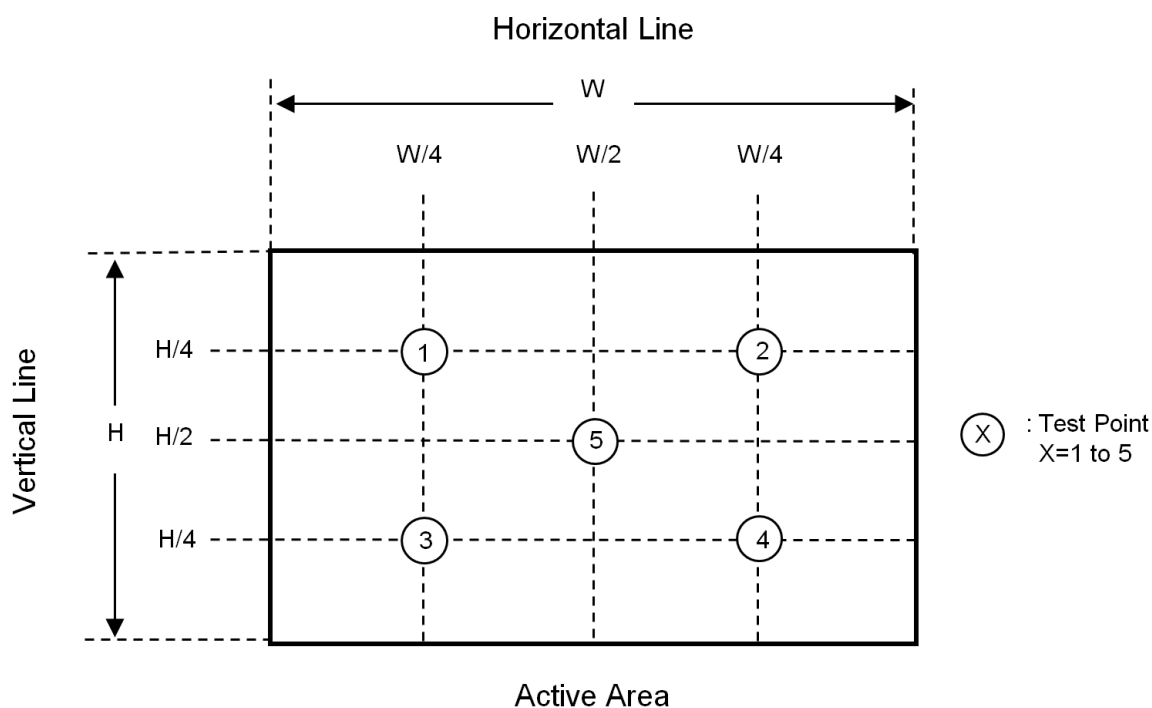 Horizontal Line
W
W/4 W/2 W/4
Vertical Line
H
H/4
H/2
H/4
1
2
5
3
4
X : Test Point
X=1 to 5
Active Area